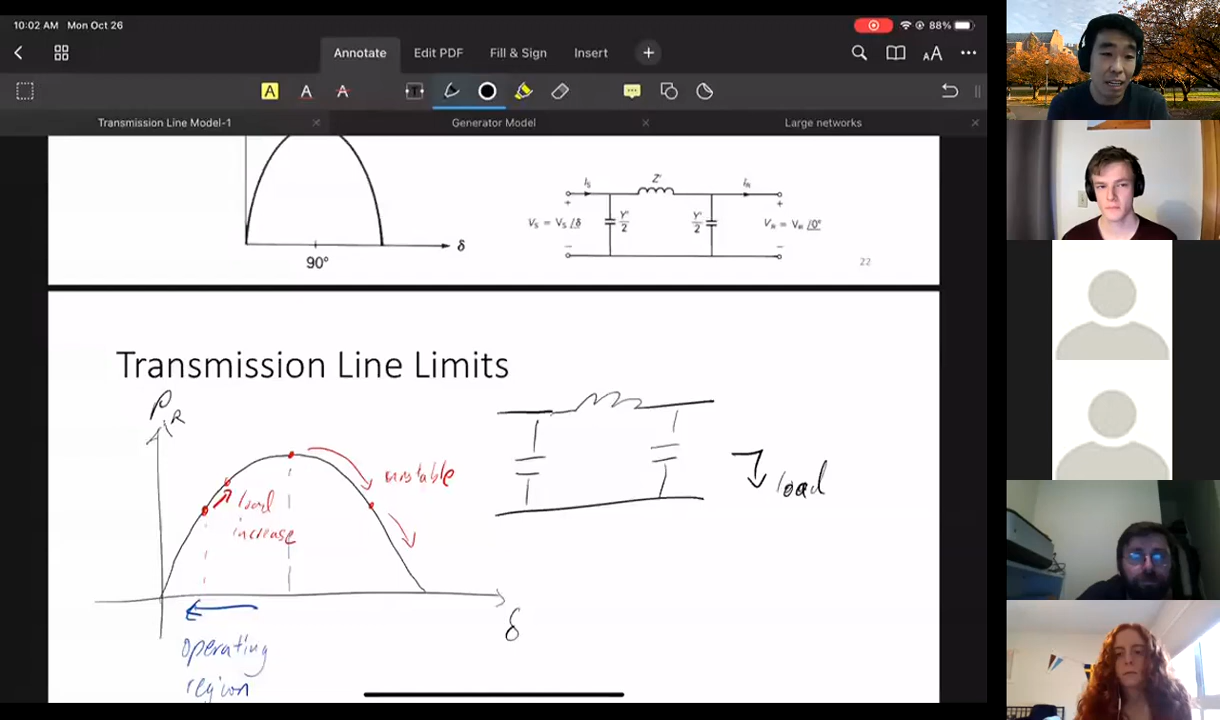 10:02 AM Mon Oct 26
88%
Annotate Edit PDF Fill & Sign Insert
Transmission Line Model-1 Generator Model Large networks
δ
90°
I_S Z' I_R
V_S = V_S /δ Y'/2 Y'/2 V_R = V_R /0°
22
Transmission Line Limits
P_R
unstable
load
increase
load
δ
operating
region